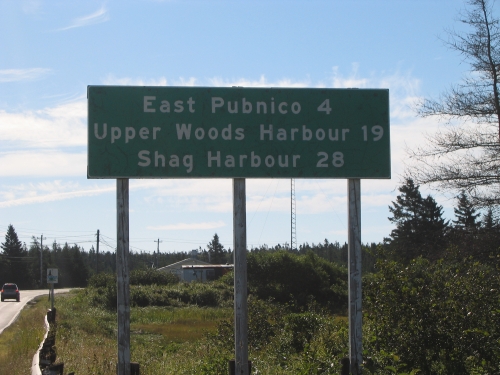 East Pubnico 4
Upper Woods Harbour 19
Shag Harbour 28